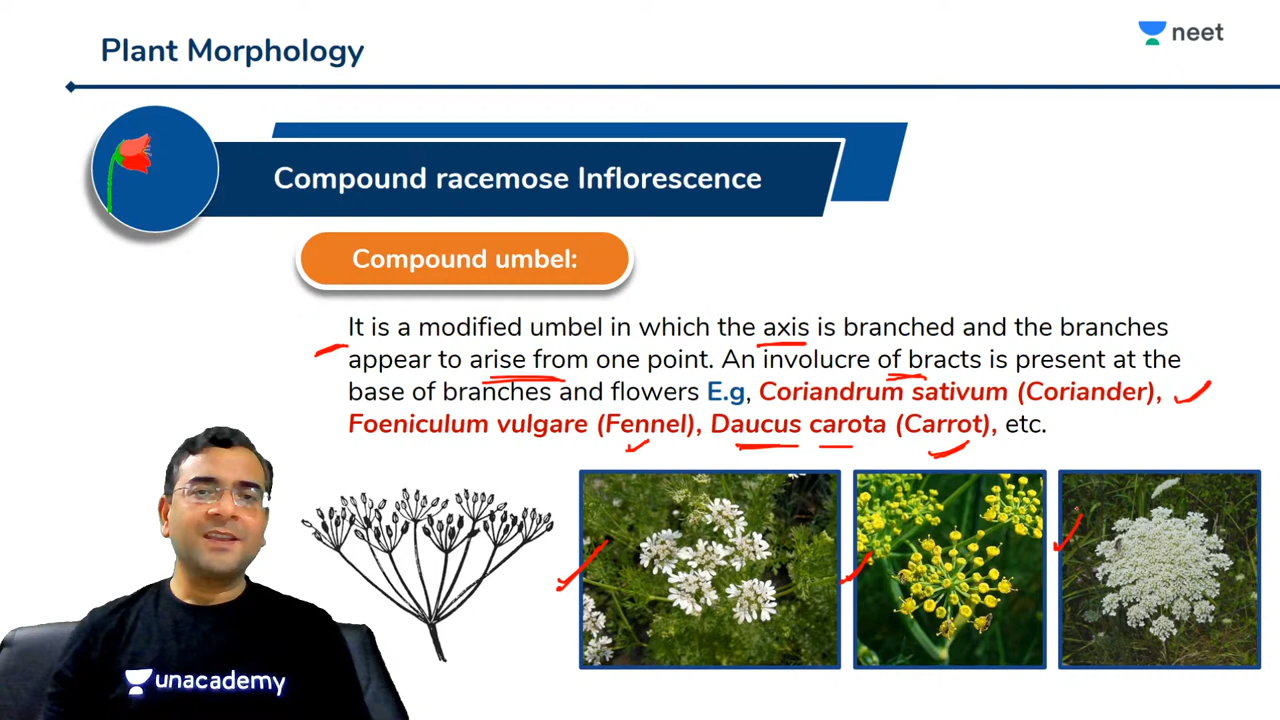 Plant Morphology
neet
Compound racemose Inflorescence
Compound umbel:
It is a modified umbel in which the axis is branched and the branches
appear to arise from one point. An involucre of bracts is present at the
base of branches and flowers E.g, Coriandrum sativum (Coriander),
Foeniculum vulgare (Fennel), Daucus carota (Carrot), etc.
unacademy